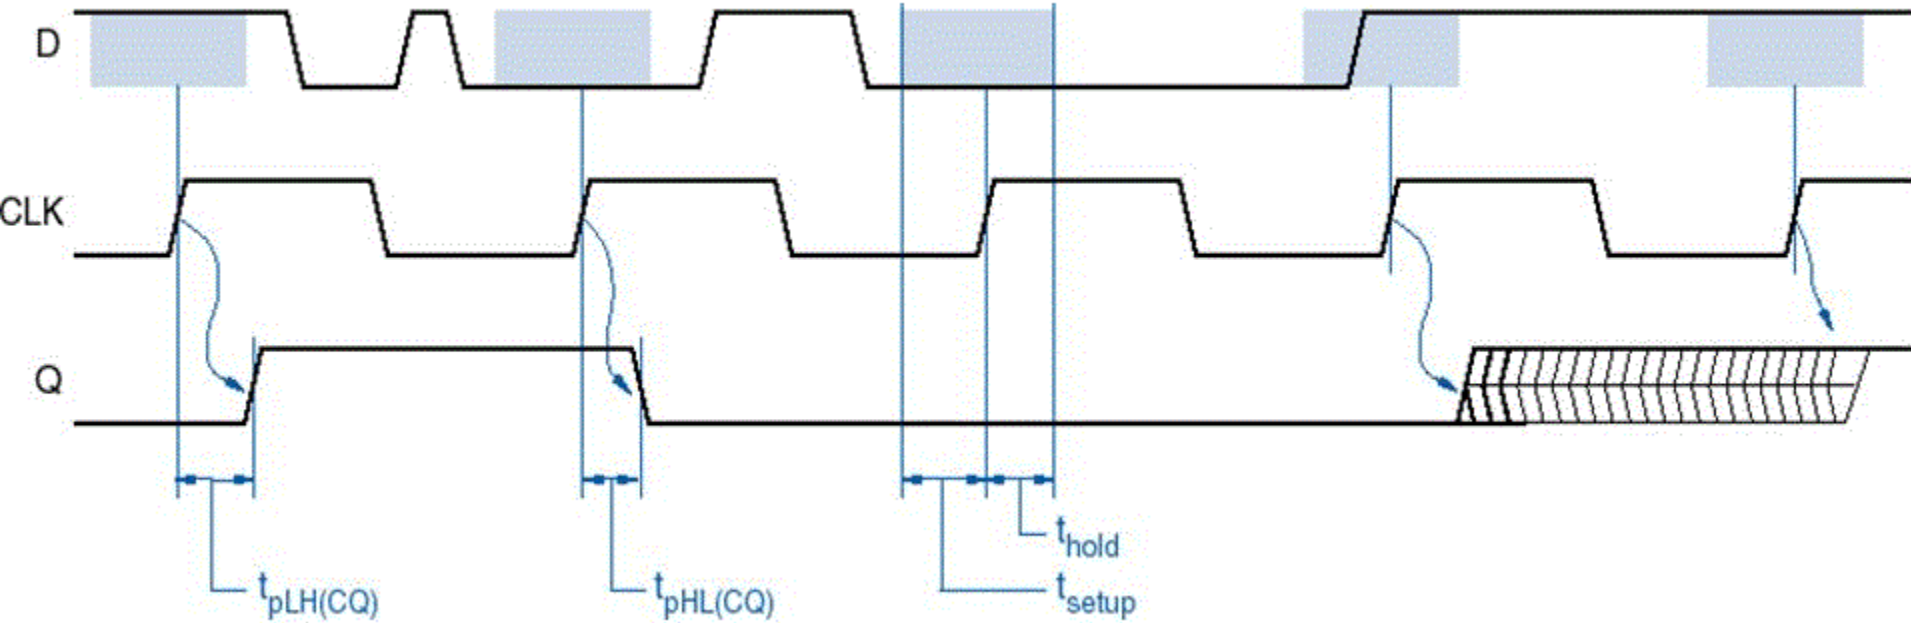 D
CLK
Q
thold
tpLH(CQ)
tpHL(CQ)
tsetup